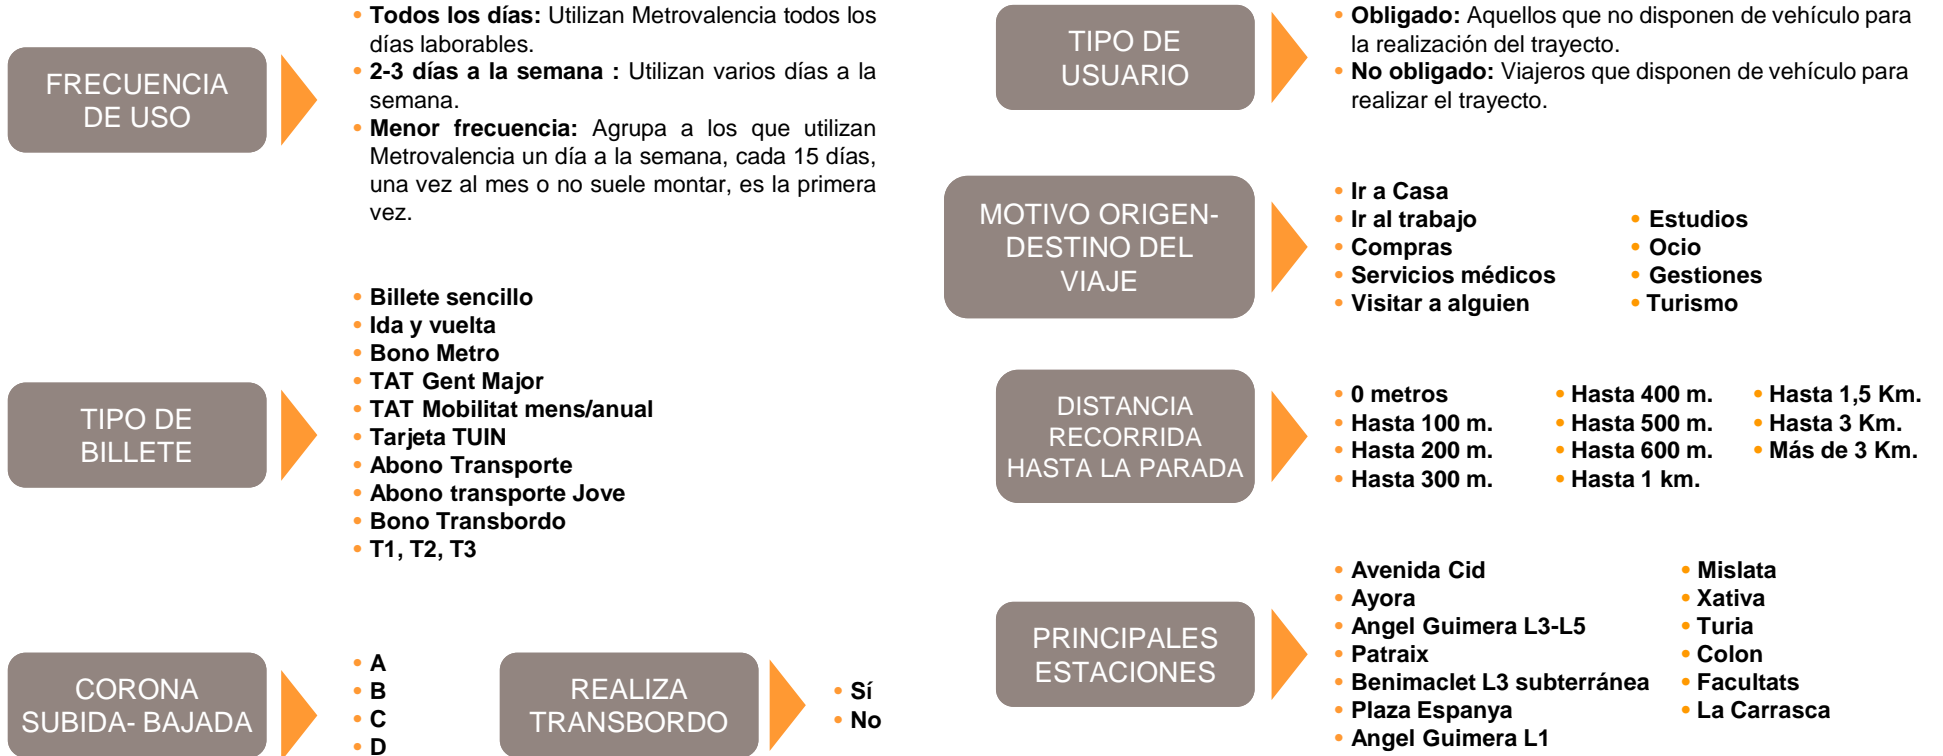 FRECUENCIA
DE USO
• Todos los días: Utilizan Metrovalencia todos los
días laborables.
• 2-3 días a la semana : Utilizan varios días a la
semana.
• Menor frecuencia: Agrupa a los que utilizan
Metrovalencia un día a la semana, cada 15 días,
una vez al mes o no suele montar, es la primera
vez.
TIPO DE
BILLETE
• Billete sencillo
• Ida y vuelta
• Bono Metro
• TAT Gent Major
• TAT Mobilitat mens/anual
• Tarjeta TUIN
• Abono Transporte
• Abono transporte Jove
• Bono Transbordo
• T1, T2, T3
CORONA
SUBIDA- BAJADA
• A
• B
• C
• D
REALIZA
TRANSBORDO
• Sí
• No
TIPO DE
USUARIO
• Obligado: Aquellos que no disponen de vehículo para
la realización del trayecto.
• No obligado: Viajeros que disponen de vehículo para
realizar el trayecto.
MOTIVO ORIGEN-
DESTINO DEL
VIAJE
• Ir a Casa
• Ir al trabajo
• Compras
• Servicios médicos
• Visitar a alguien
• Estudios
• Ocio
• Gestiones
• Turismo
DISTANCIA
RECORRIDA
HASTA LA PARADA
• 0 metros
• Hasta 100 m.
• Hasta 200 m.
• Hasta 300 m.
• Hasta 400 m.
• Hasta 500 m.
• Hasta 600 m.
• Hasta 1 km.
• Hasta 1,5 Km.
• Hasta 3 Km.
• Más de 3 Km.
PRINCIPALES
ESTACIONES
• Avenida Cid
• Ayora
• Angel Guimera L3-L5
• Patraix
• Benimaclet L3 subterránea
• Plaza Espanya
• Angel Guimera L1
• Mislata
• Xativa
• Turia
• Colon
• Facultats
• La Carrasca